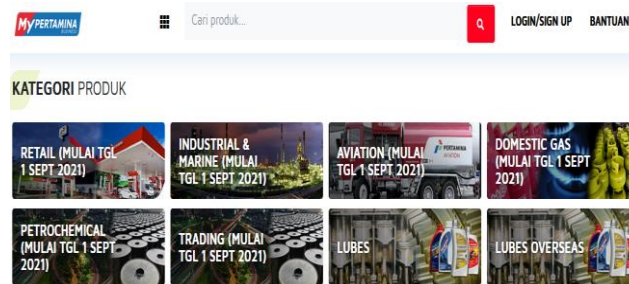 MyPERTAMINA
BUSINESS
Cari produk...
LOGIN/SIGN UP
BANTUAN
KATEGORI PRODUK
RETAIL (MULAI TGL
1 SEPT 2021)
INDUSTRIAL &
MARINE (MULAI
TGL 1 SEPT 2021)
AVIATION (MULAI
TGL 1 SEPT 2021)
PERTAMINA
AVIATION
DOMESTIC GAS
(MULAI TGL 1 SEPT
2021)
PETROCHEMICAL
(MULAI TGL 1 SEPT
2021)
TRADING (MULAI
TGL 1 SEPT 2021)
LUBES
LUBES OVERSEAS